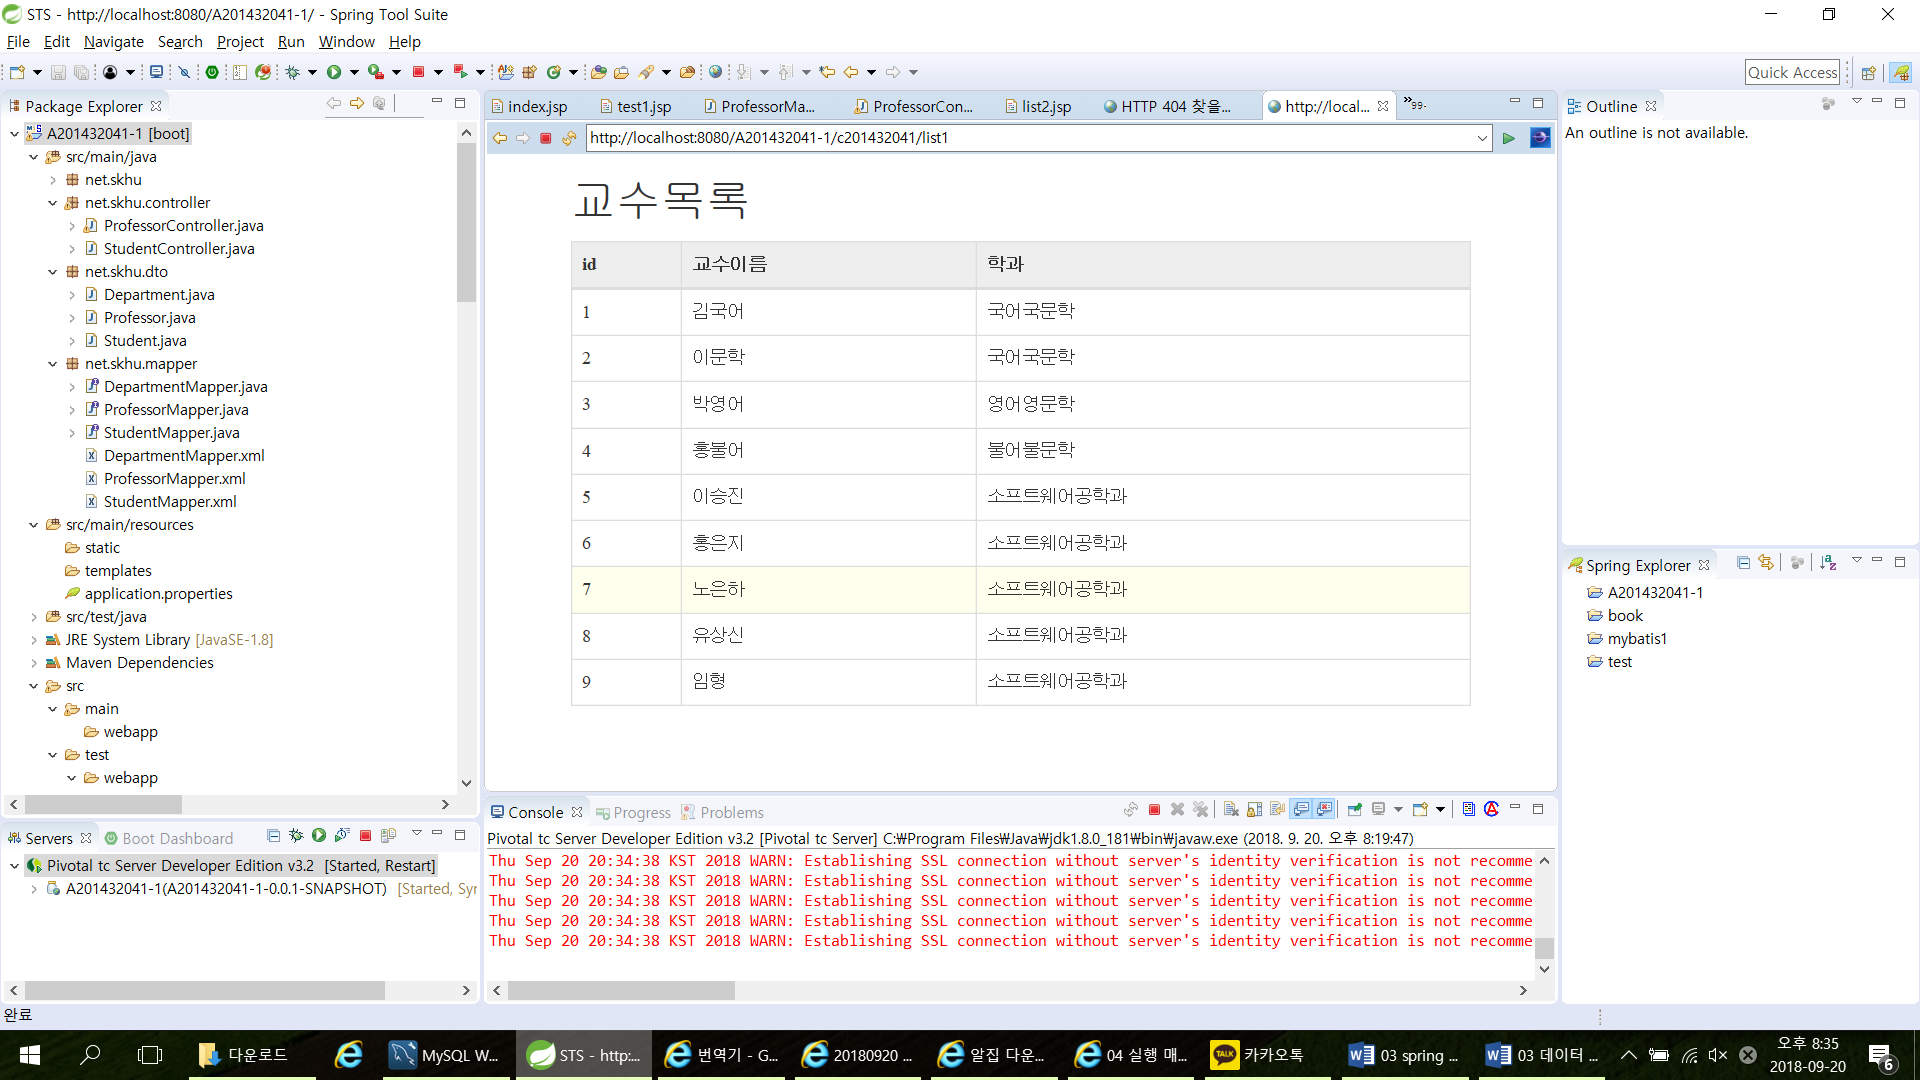 STS - http://localhost:8080/A201432041-1/ - Spring Tool Suite
File Edit Navigate Search Project Run Window Help
Quick Access
Package Explorer
A201432041-1 [boot]
src/main/java
net.skhu
net.skhu.controller
ProfessorController.java
StudentController.java
net.skhu.dto
Department.java
Professor.java
Student.java
net.skhu.mapper
DepartmentMapper.java
ProfessorMapper.java
StudentMapper.java
DepartmentMapper.xml
ProfessorMapper.xml
StudentMapper.xml
src/main/resources
static
templates
application.properties
src/test/java
JRE System Library [JavaSE-1.8]
Maven Dependencies
src
main
webapp
test
webapp
Servers Boot Dashboard
Pivotal tc Server Developer Edition v3.2 [Started, Restart]
A201432041-1(A201432041-1-0.0.1-SNAPSHOT) [Started, Syr
index.jsp test1.jsp ProfessorMa... ProfessorCon... list2.jsp HTTP 404 찾을... http://local... »99-
http://localhost:8080/A201432041-1/c201432041/list1
교수목록
id 교수이름 학과
1 김국어 국어국문학
2 이문학 국어국문학
3 박영어 영어영문학
4 홍불어 불어불문학
5 이승진 소프트웨어공학과
6 홍은지 소프트웨어공학과
7 노은하 소프트웨어공학과
8 유상신 소프트웨어공학과
9 임형 소프트웨어공학과
Console Progress Problems
Pivotal tc Server Developer Edition v3.2 [Pivotal tc Server] C:₩Program Files₩Java₩jdk1.8.0_181₩bin₩javaw.exe (2018. 9. 20. 오후 8:19:47)
Thu Sep 20 20:34:38 KST 2018 WARN: Establishing SSL connection without server's identity verification is not recomme
Thu Sep 20 20:34:38 KST 2018 WARN: Establishing SSL connection without server's identity verification is not recomme
Thu Sep 20 20:34:38 KST 2018 WARN: Establishing SSL connection without server's identity verification is not recomme
Thu Sep 20 20:34:38 KST 2018 WARN: Establishing SSL connection without server's identity verification is not recomme
Thu Sep 20 20:34:38 KST 2018 WARN: Establishing SSL connection without server's identity verification is not recomme
Outline
An outline is not available.
Spring Explorer
A201432041-1
book
mybatis1
test
완료
다운로드 MySQL W... STS - http:... 번역기 - G... 20180920 ... 알집 다운... 04 실행 매... TALK 카카오톡 03 spring ... 03 데이터 ... 오후 8:35
2018-09-20 6